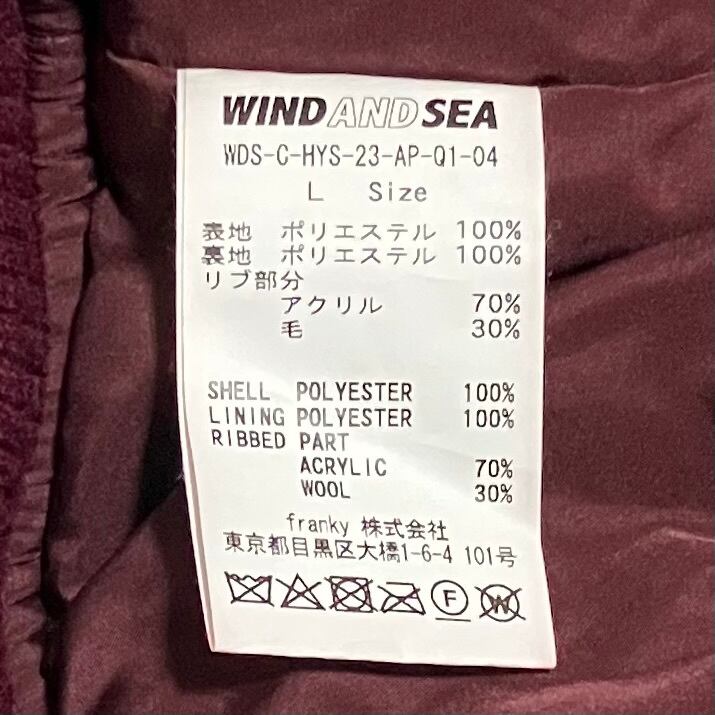 WINDANDSEA
WDS-C-HYS-23-AP-Q1-04
L Size
表地 ポリエステル 100%
裏地 ポリエステル 100%
リブ部分
アクリル 70%
毛 30%
SHELL POLYESTER 100%
LINING POLYESTER 100%
RIBBED PART
ACRYLIC 70%
WOOL 30%
franky 株式会社
東京都目黒区大橋1-6-4 101号
F W